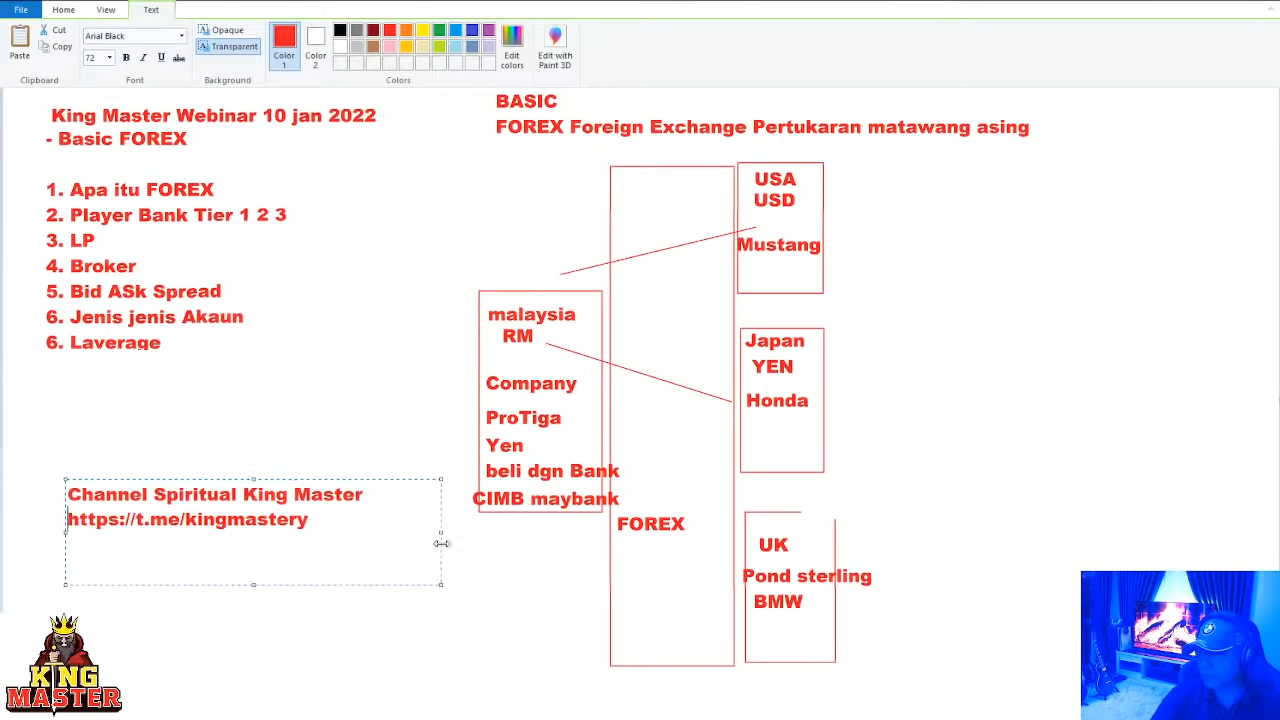 File
Home
View
Text
Paste
Cut
Copy
Clipboard
Arial Black
72
B
I
U
abc
Font
Opaque
Transparent
Background
Color
1
Color
2
Edit
colors
Edit with
Paint 3D
Colors
King Master Webinar 10 jan 2022
- Basic FOREX
1. Apa itu FOREX
2. Player Bank Tier 1 2 3
3. LP
4. Broker
5. Bid ASk Spread
6. Jenis jenis Akaun
6. Laverage
Channel Spiritual King Master
https://t.me/kingmastery
KING
MASTER
BASIC
FOREX Foreign Exchange Pertukaran matawang asing
malaysia
RM
Company
ProTiga
Yen
beli dgn Bank
CIMB maybank
FOREX
USA
USD
Mustang
Japan
YEN
Honda
UK
Pond sterling
BMW